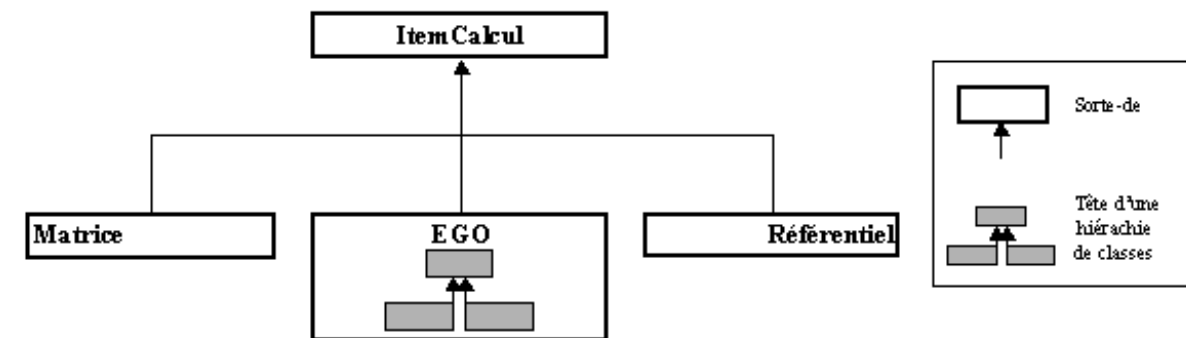 ItemCalcul
Sorte-de
Matrice
EGO
Référentiel
Tête d'une
hiérachie
de classes